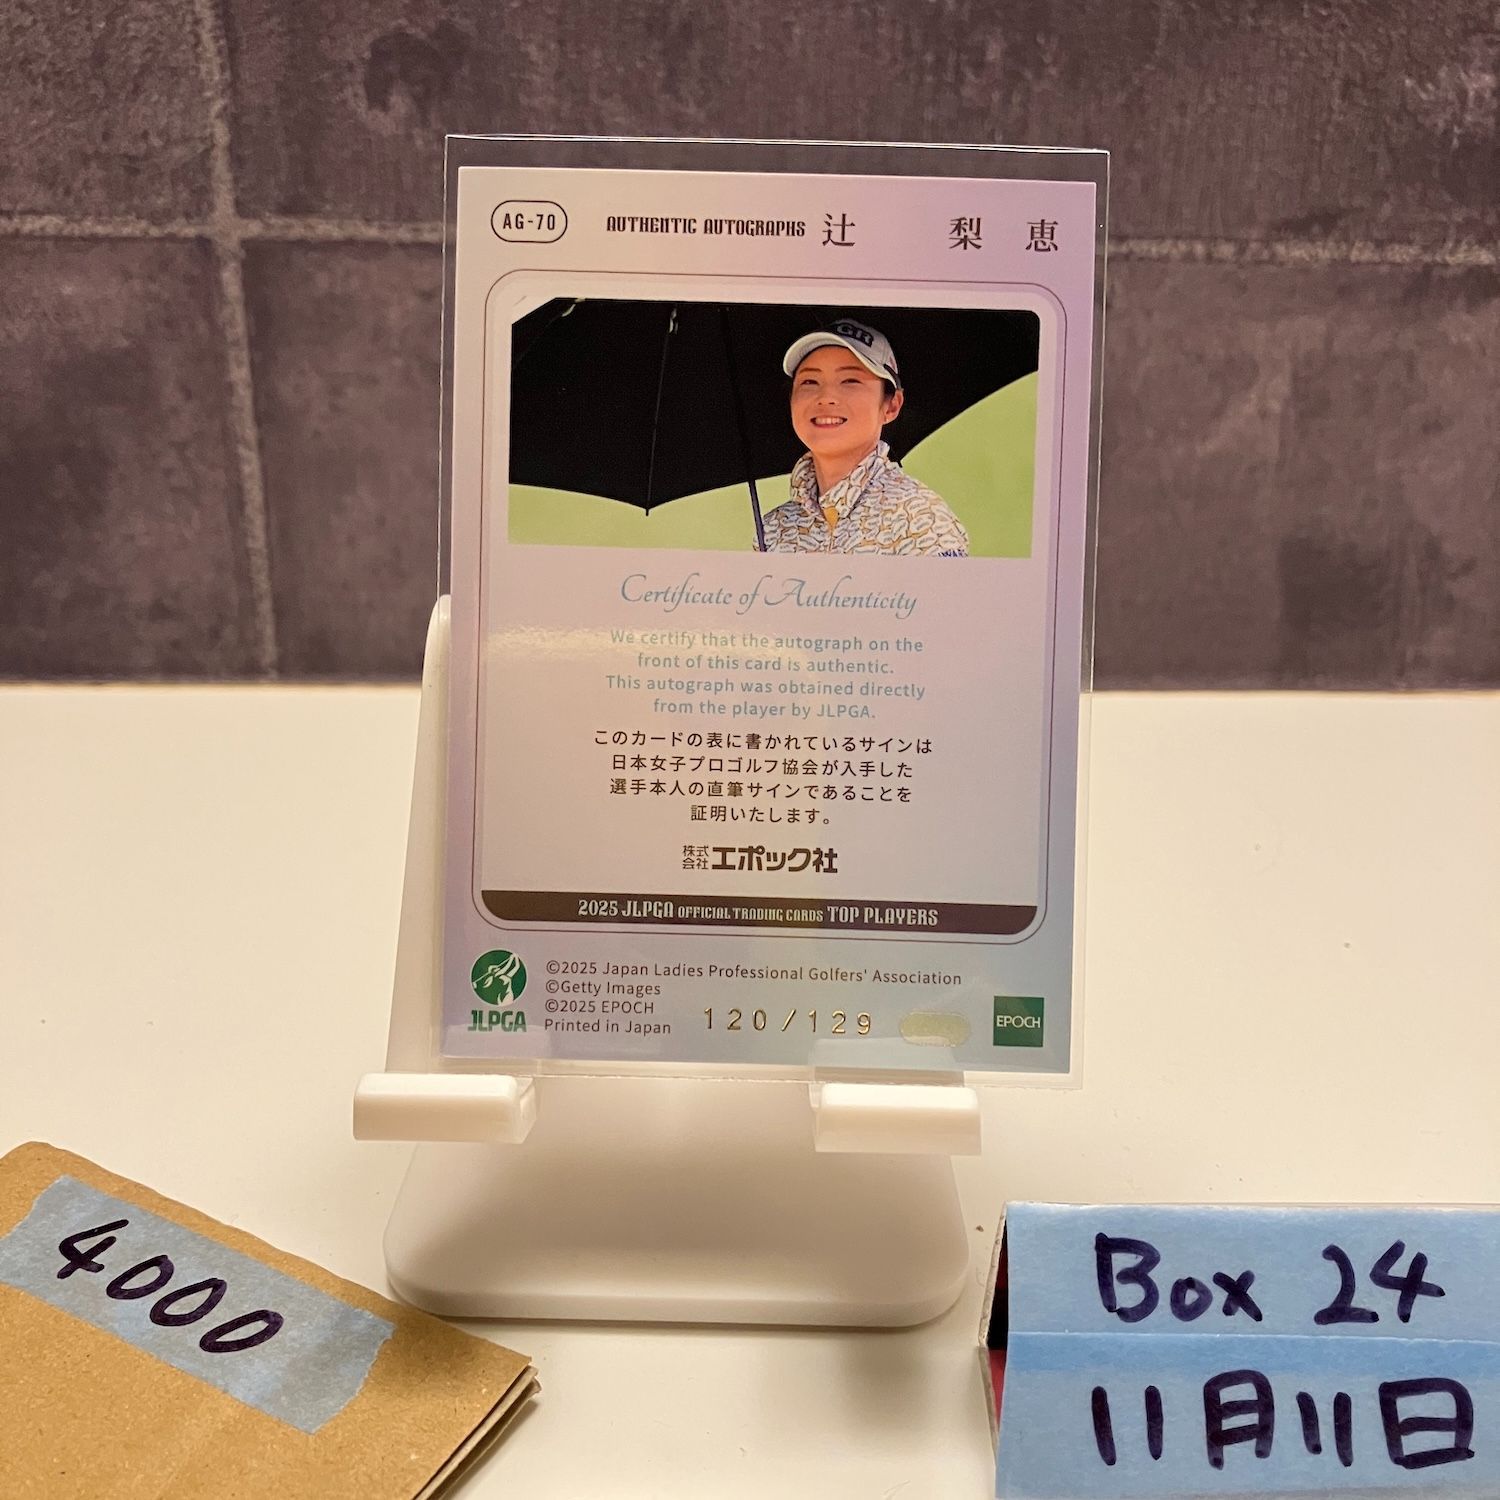 AG-70 AUTHENTIC AUTOGRAPHS 辻 梨 恵
GR
Certificate of Authenticity
We certify that the autograph on the
front of this card is authentic.
This autograph was obtained directly
from the player by JLPGA.
このカードの表に書かれているサインは
日本女子プロゴルフ協会が入手した
選手本人の直筆サインであることを
証明いたします。
株式会社エポック社
2025 JLPGA OFFICIAL TRADING CARDS TOP PLAYERS
©2025 Japan Ladies Professional Golfers' Association
©Getty Images
©2025 EPOCH
Printed in Japan
120/129
JLPGA
EPOCH
4000
Box 24
11月11日